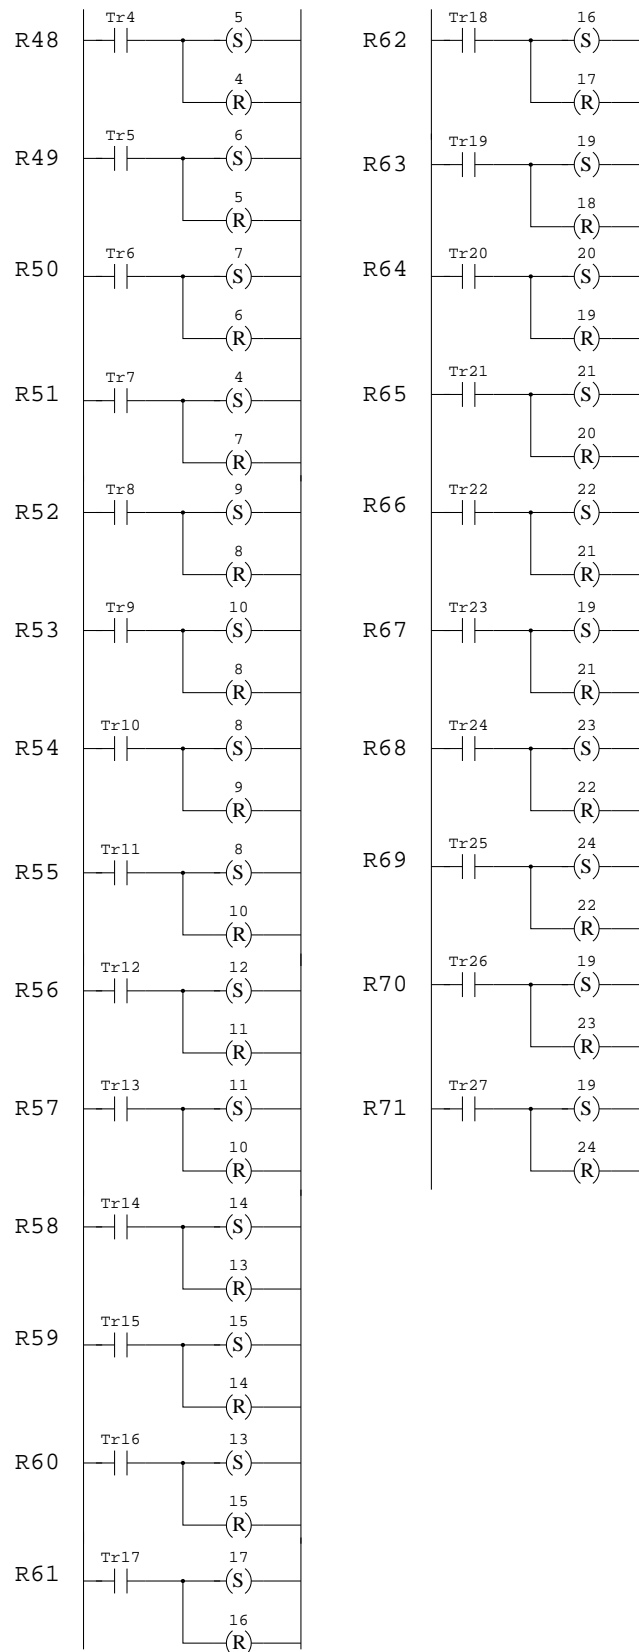 Tr4 5
R48 S
4
R
Tr5 6
R49 S
5
R
Tr6 7
R50 S
6
R
Tr7 4
R51 S
7
R
Tr8 9
R52 S
8
R
Tr9 10
R53 S
8
R
Tr10 8
R54 S
9
R
Tr11 8
R55 S
10
R
Tr12 12
R56 S
11
R
Tr13 11
R57 S
10
R
Tr14 14
R58 S
13
R
Tr15 15
R59 S
14
R
Tr16 13
R60 S
15
R
Tr17 17
R61 S
16
R
Tr18 16
R62 S
17
R
Tr19 19
R63 S
18
R
Tr20 20
R64 S
19
R
Tr21 21
R65 S
20
R
Tr22 22
R66 S
21
R
Tr23 19
R67 S
21
R
Tr24 23
R68 S
22
R
Tr25 24
R69 S
22
R
Tr26 19
R70 S
23
R
Tr27 19
R71 S
24
R